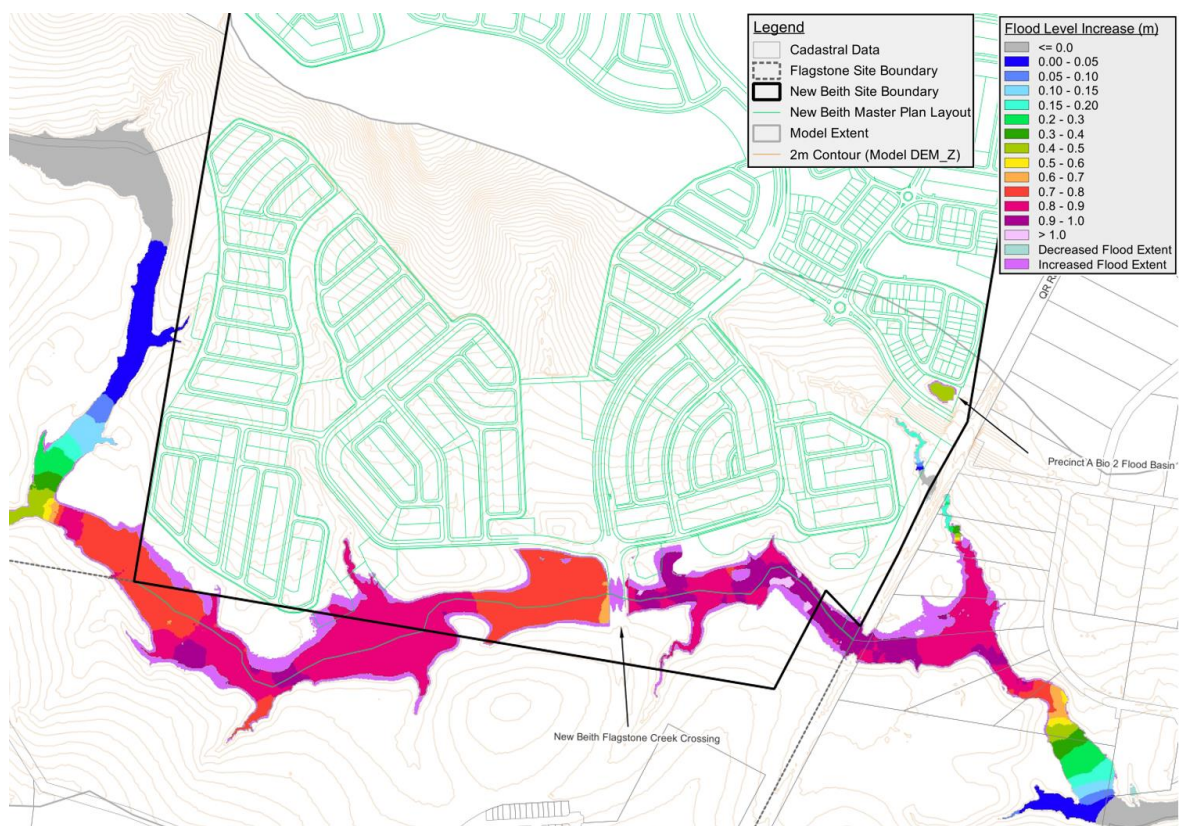 Legend
Cadastral Data
Flagstone Site Boundary
New Beith Site Boundary
New Beith Master Plan Layout
Model Extent
2m Contour (Model DEM_Z)
Flood Level Increase (m)
<= 0.0
0.00 - 0.05
0.05 - 0.10
0.10 - 0.15
0.15 - 0.20
0.2 - 0.3
0.3 - 0.4
0.4 - 0.5
0.5 - 0.6
0.6 - 0.7
0.7 - 0.8
0.8 - 0.9
0.9 - 1.0
> 1.0
Decreased Flood Extent
Increased Flood Extent
QR
Precinct A Bio 2 Flood Basin
New Beith Flagstone Creek Crossing